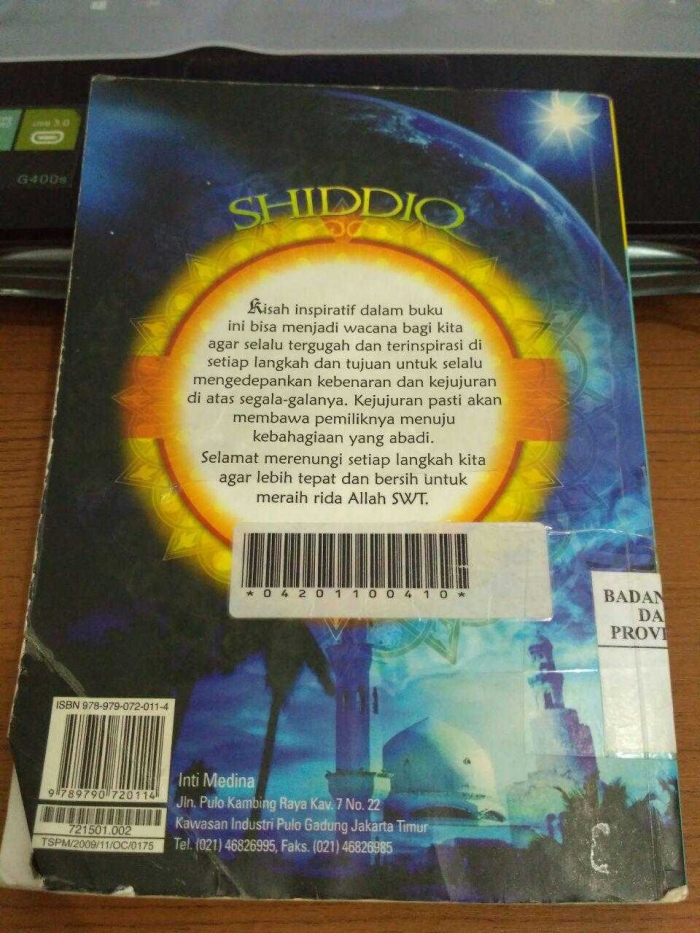 USB 3.0
G400s
SHIDDIQ
Kisah inspiratif dalam buku
ini bisa menjadi wacana bagi kita
agar selalu tergugah dan terinspirasi di
setiap langkah dan tujuan untuk selalu
mengedepankan kebenaran dan kejujuran
di atas segala-galanya. Kejujuran pasti akan
membawa pemiliknya menuju
kebahagiaan yang abadi.
Selamat merenungi setiap langkah kita
agar lebih tepat dan bersih untuk
meraih rida Allah SWT.
*04201100410*
BADAN
DA
PROVI
ISBN 978-979-072-011-4
9 789790 720114
721501.002
TSPM/2009/11/OC/0175
Inti Medina
Jln. Pulo Kambing Raya Kav. 7 No. 22
Kawasan Industri Pulo Gadung Jakarta Timur
Tel. (021) 46826995, Faks. (021) 46826985